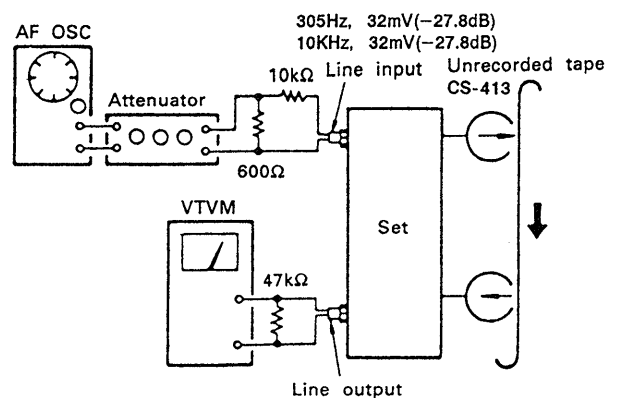 305Hz, 32mV(−27.8dB)
10KHz, 32mV(−27.8dB)
AF OSC
Attenuator
10kΩ
Line input
Unrecorded tape
CS-413
600Ω
VTVM
Set
47kΩ
Line output